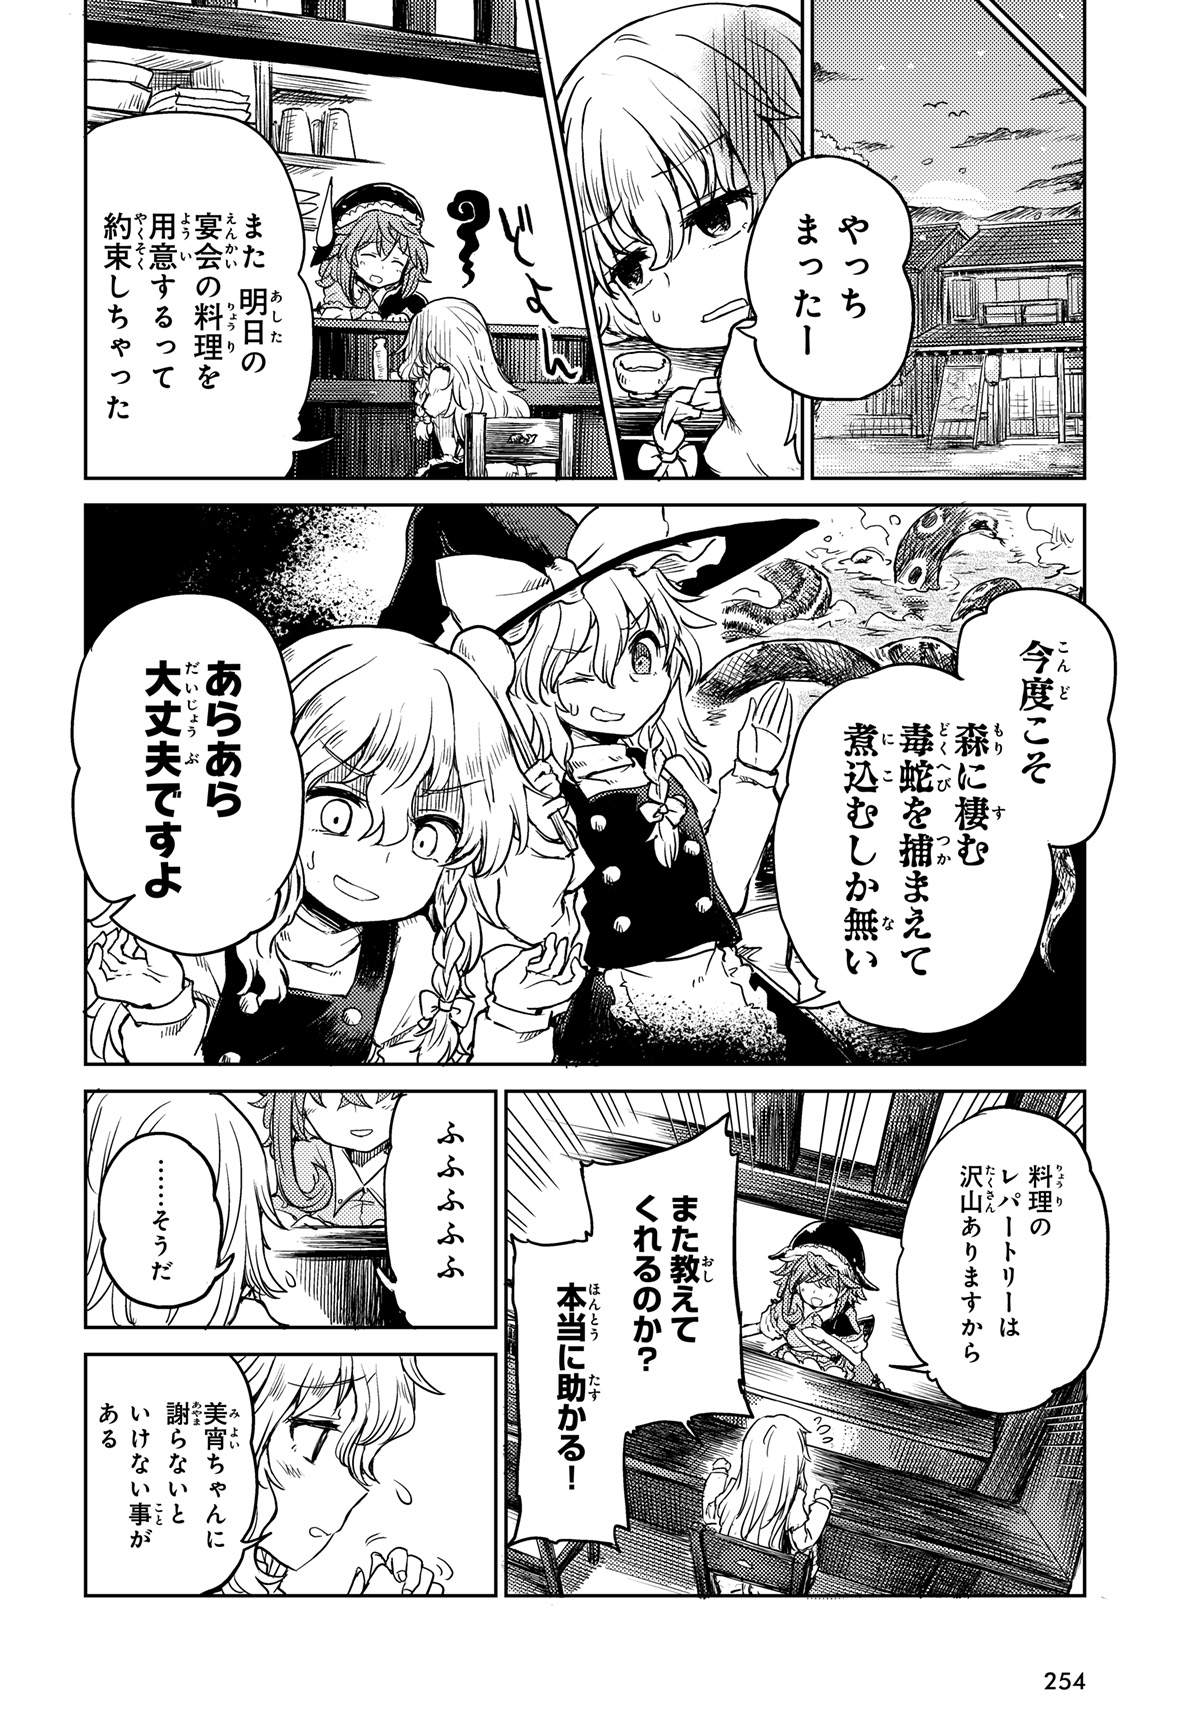 やっち
まったー
どよん
また 明日の
宴会の料理を
用意するって
約束しちゃった
今度こそ
森に棲む
毒蛇を捕まえて
煮込むしか無い
あらあら
大丈夫ですよ
料理の
レパートリーは
沢山ありますから
また教えて
くれるのか？
本当に助かる！
ふふふふふ
……そうだ
美宵ちゃんに
謝らないと
いけない事が
ある
254